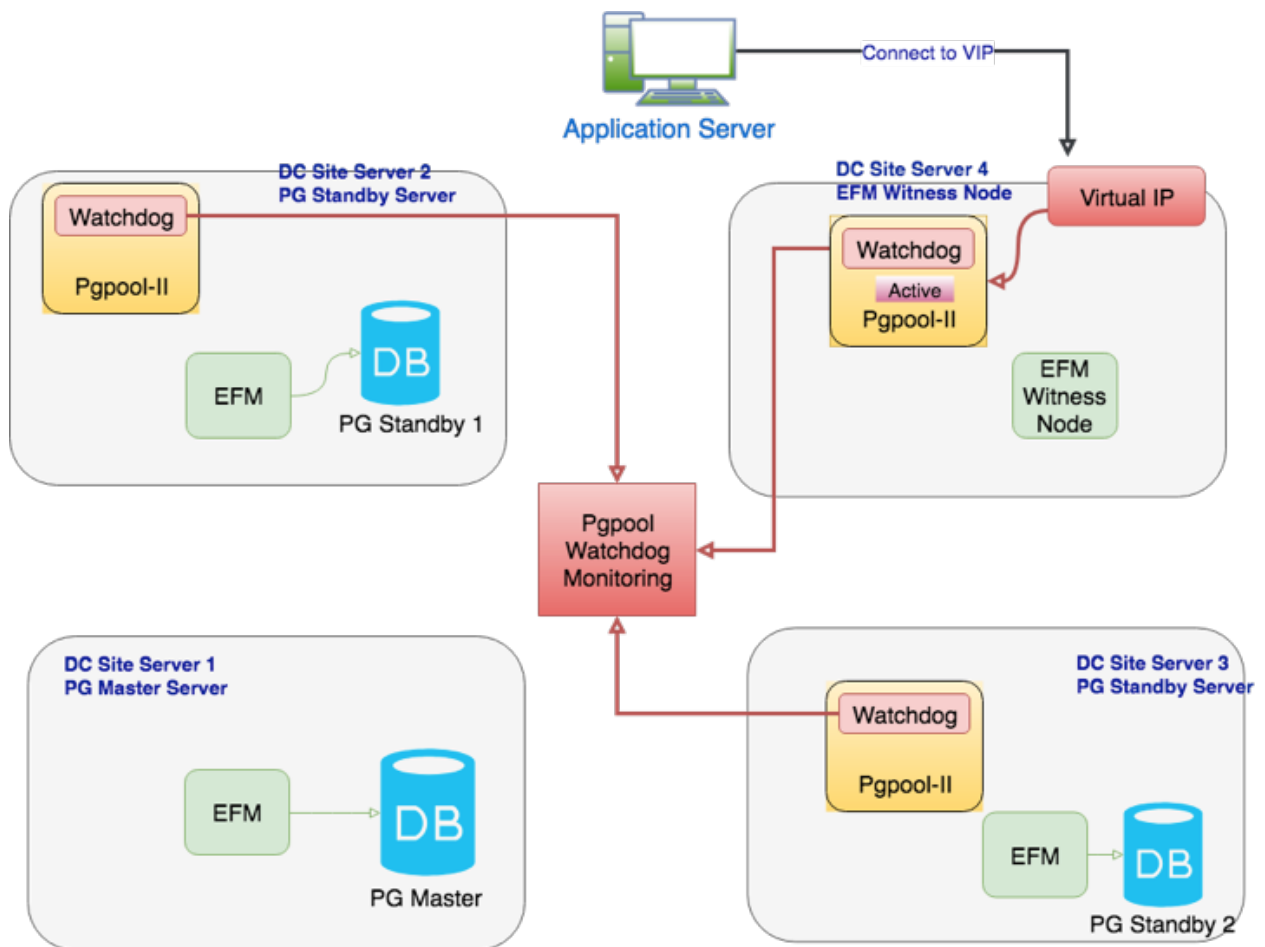 Connect to VIP
Application Server
DC Site Server 2
PG Standby Server
Watchdog
Pgpool-II
EFM
DB
PG Standby 1
DC Site Server 4
EFM Witness Node
Virtual IP
Watchdog
Active
Pgpool-II
EFM
Witness
Node
Pgpool
Watchdog
Monitoring
DC Site Server 1
PG Master Server
EFM
DB
PG Master
DC Site Server 3
PG Standby Server
Watchdog
Pgpool-II
EFM
DB
PG Standby 2